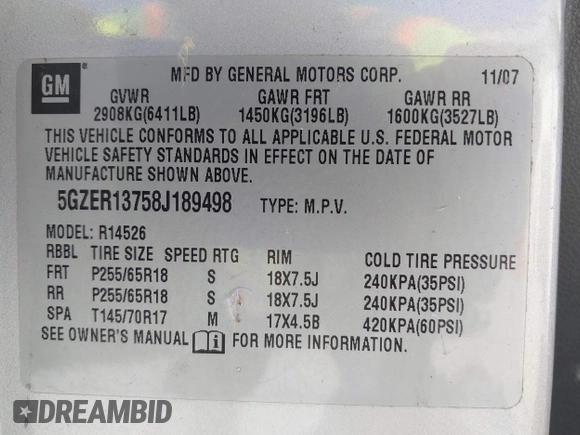 GM
MFD BY GENERAL MOTORS CORP. 11/07
GVWR GAWR FRT GAWR RR
2908KG(6411LB) 1450KG(3196LB) 1600KG(3527LB)
THIS VEHICLE CONFORMS TO ALL APPLICABLE U.S. FEDERAL MOTOR
VEHICLE SAFETY STANDARDS IN EFFECT ON THE DATE OF
MANUFACTURE SHOWN ABOVE.
5GZER13758J189498 TYPE: M.P.V.
MODEL: R14526
RBBL TIRE SIZE SPEED RTG RIM COLD TIRE PRESSURE
FRT P255/65R18 S 18X7.5J 240KPA(35PSI)
RR P255/65R18 S 18X7.5J 240KPA(35PSI)
SPA T145/70R17 M 17X4.5B 420KPA(60PSI)
SEE OWNER'S MANUAL i FOR MORE INFORMATION.
DREAMBID